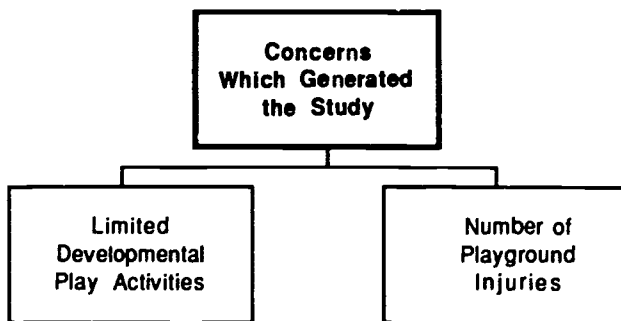 Concerns
Which Generated
the Study
Limited
Developmental
Play Activities
Number of
Playground
Injuries